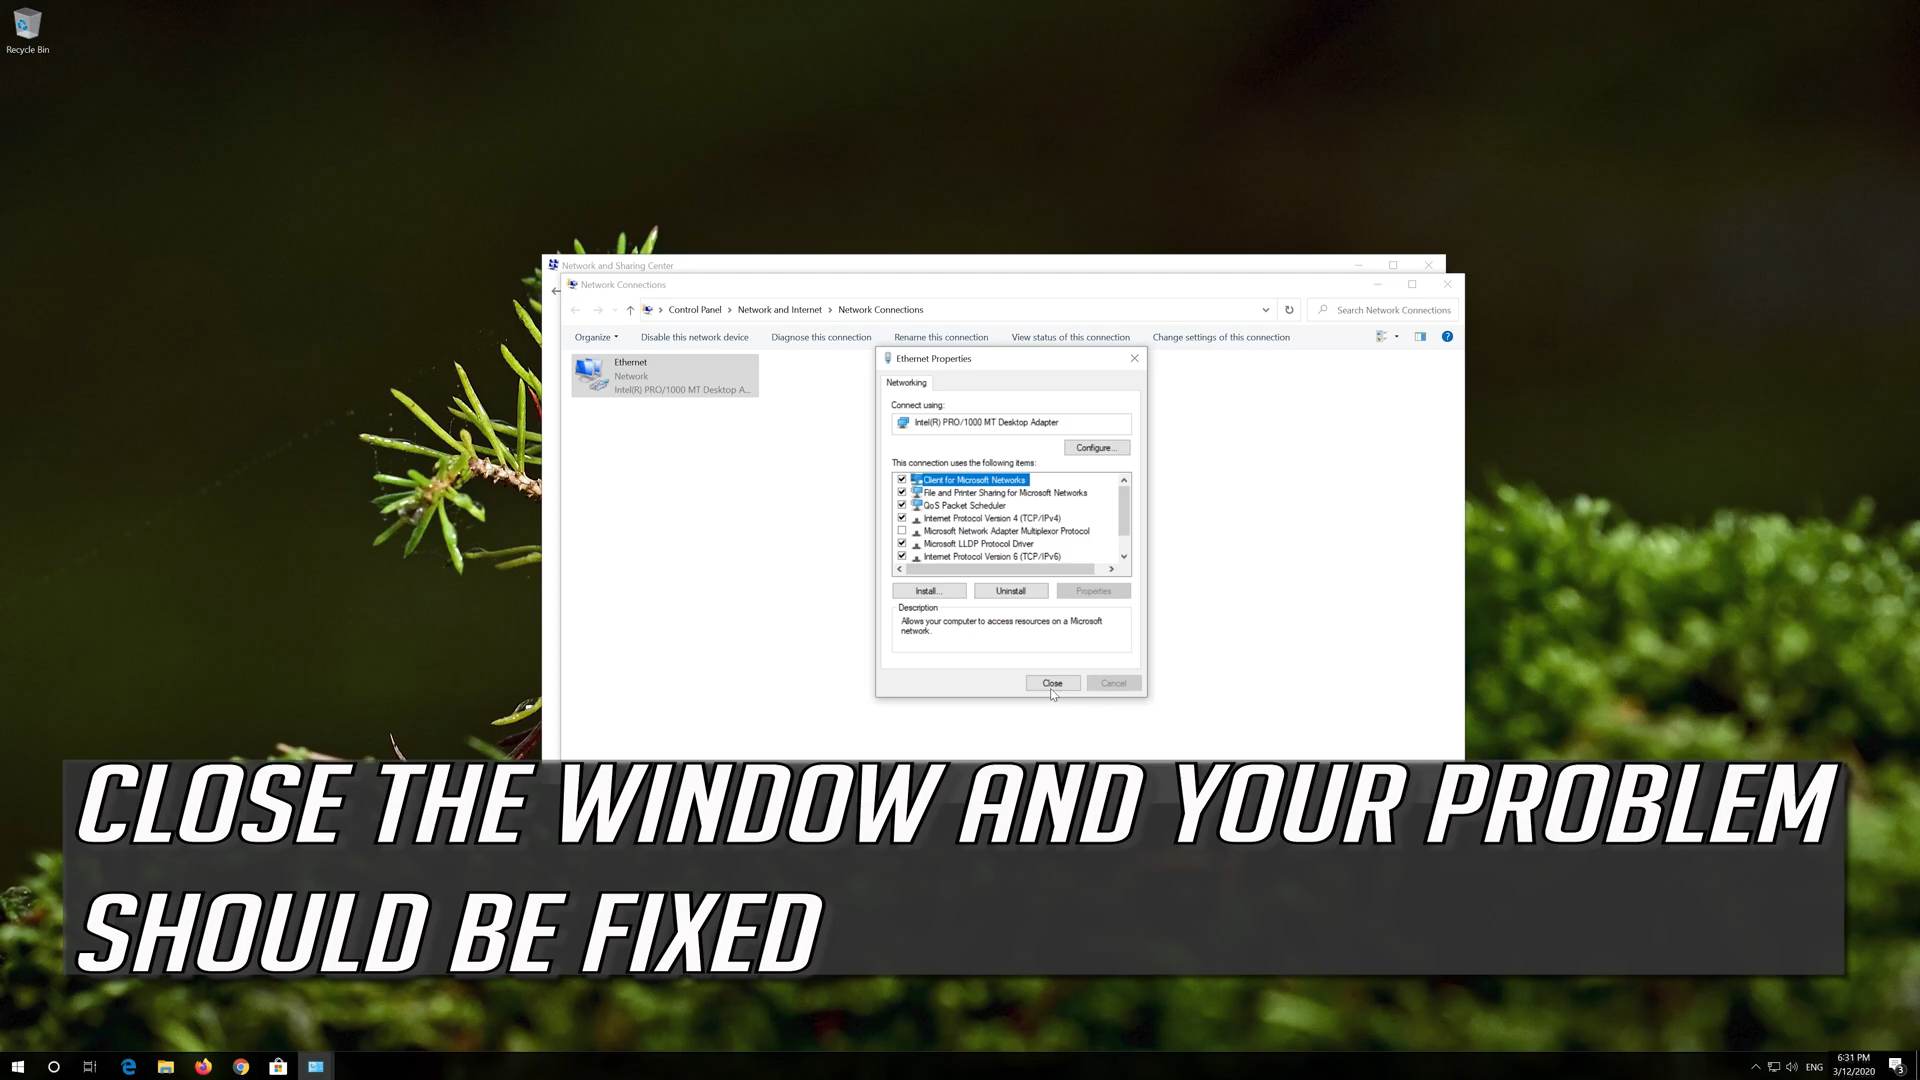 Recycle Bin
Network and Sharing Center
Network Connections
Control Panel
Network and Internet
Network Connections
Search Network Connections
Organize
Disable this network device
Diagnose this connection
Rename this connection
View status of this connection
Change settings of this connection
Ethernet
Network
Intel(R) PRO/1000 MT Desktop A...
Ethernet Properties
Networking
Connect using:
Intel(R) PRO/1000 MT Desktop Adapter
Configure...
This connection uses the following items:
Client for Microsoft Networks
File and Printer Sharing for Microsoft Networks
QoS Packet Scheduler
Internet Protocol Version 4 (TCP/IPv4)
Microsoft Network Adapter Multiplexor Protocol
Microsoft LLDP Protocol Driver
Internet Protocol Version 6 (TCP/IPv6)
Install...
Uninstall
Properties
Description
Allows your computer to access resources on a Microsoft
network.
Close
Cancel
CLOSE THE WINDOW AND YOUR PROBLEM
SHOULD BE FIXED
ENG
6:31 PM
3/12/2020
3